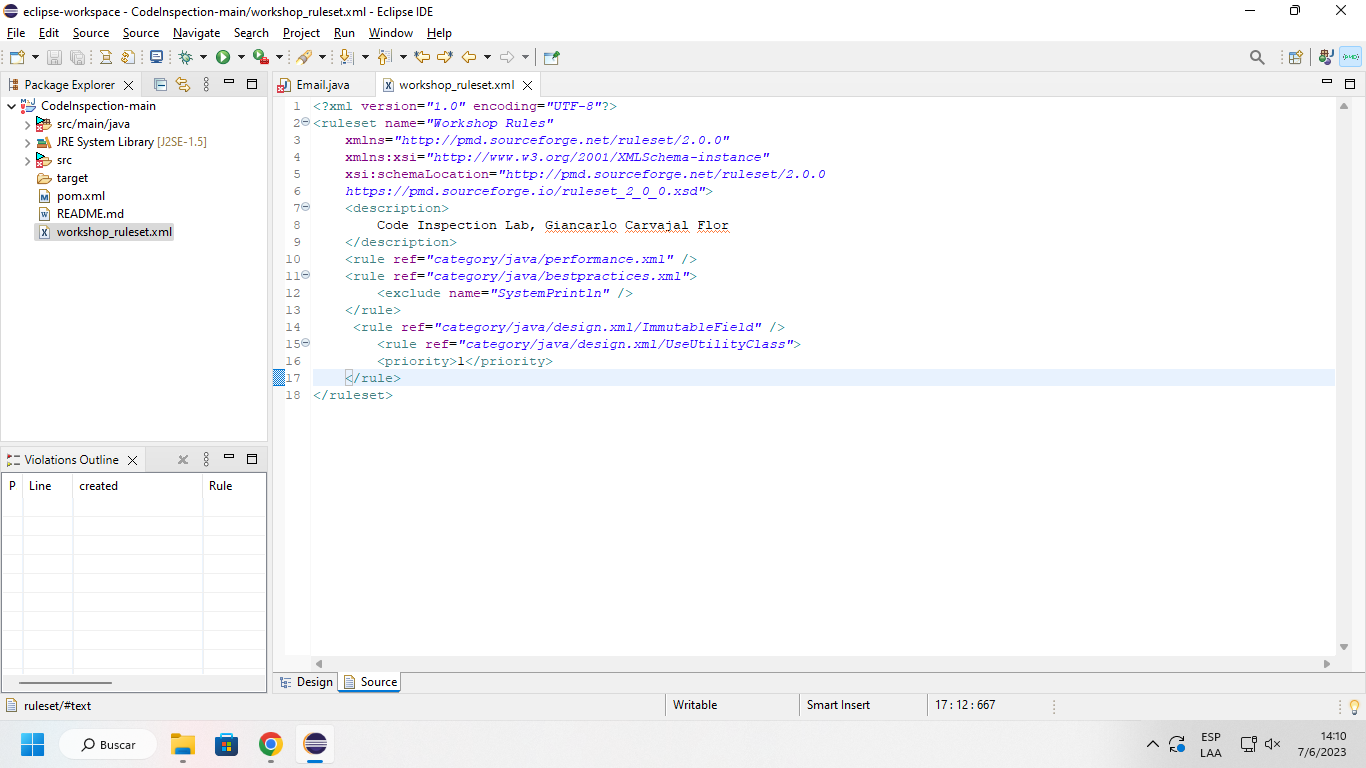 eclipse-workspace - CodeInspection-main/workshop_ruleset.xml - Eclipse IDE
File Edit Source Source Navigate Search Project Run Window Help
Package Explorer
CodeInspection-main
src/main/java
JRE System Library [J2SE-1.5]
src
target
pom.xml
README.md
workshop_ruleset.xml
Email.java workshop_ruleset.xml
1 <?xml version="1.0" encoding="UTF-8"?>
2 <ruleset name="Workshop Rules"
3 xmlns="http://pmd.sourceforge.net/ruleset/2.0.0"
4 xmlns:xsi="http://www.w3.org/2001/XMLSchema-instance"
5 xsi:schemaLocation="http://pmd.sourceforge.net/ruleset/2.0.0
6 https://pmd.sourceforge.io/ruleset_2_0_0.xsd">
7 <description>
8 Code Inspection Lab, Giancarlo Carvajal Flor
9 </description>
10 <rule ref="category/java/performance.xml" />
11 <rule ref="category/java/bestpractices.xml">
12 <exclude name="SystemPrintln" />
13 </rule>
14 <rule ref="category/java/design.xml/ImmutableField" />
15 <rule ref="category/java/design.xml/UseUtilityClass">
16 <priority>1</priority>
17 </rule>
18 </ruleset>
Violations Outline
P Line created Rule
Design Source
ruleset/#text Writable Smart Insert 17 : 12 : 667
Buscar
ESP
LAA
14:10
7/6/2023